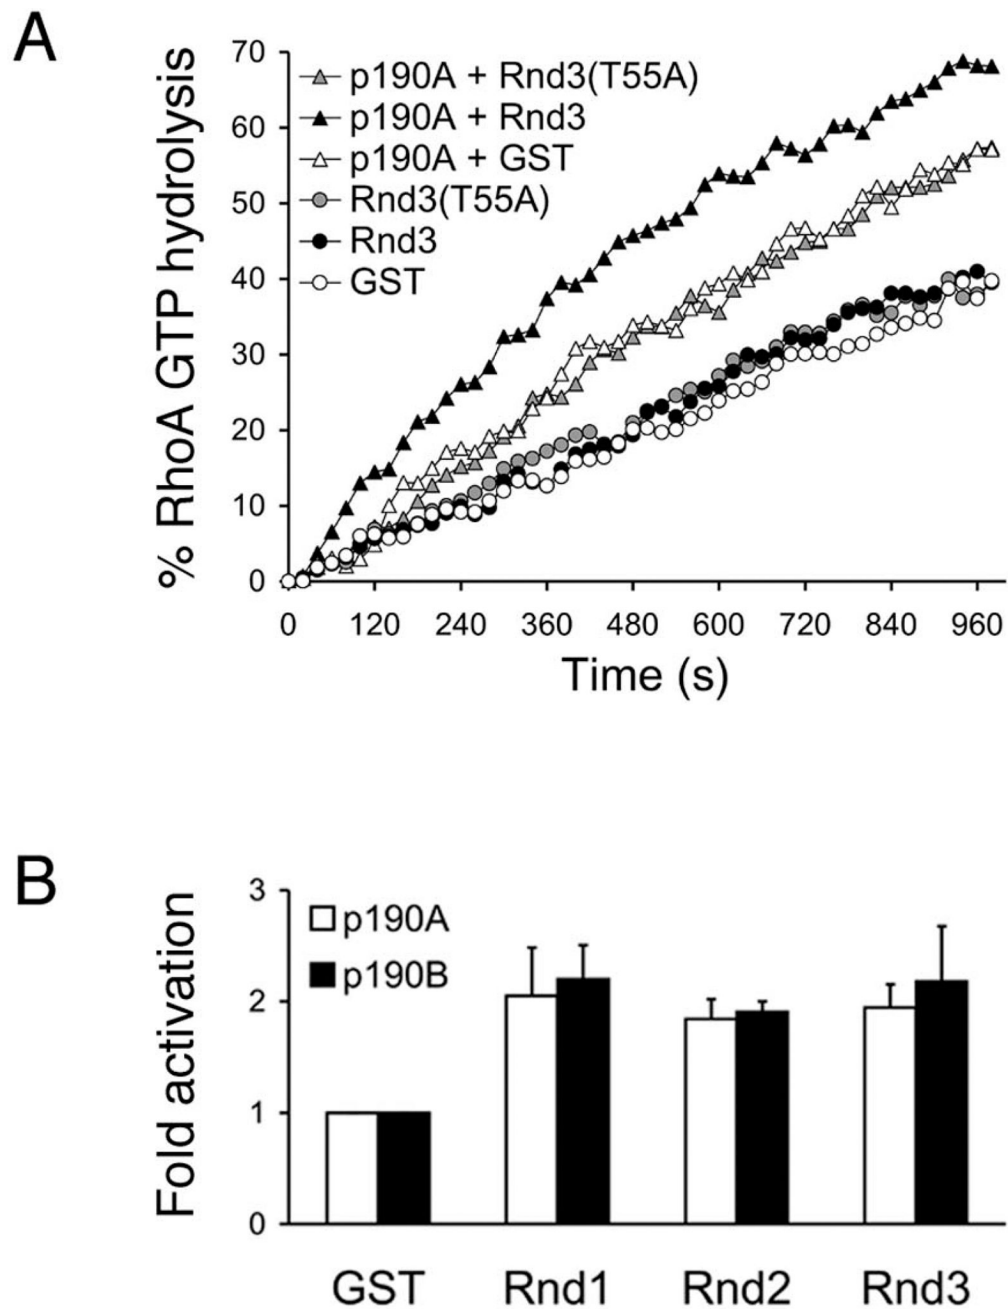 A
% RhoA GTP hydrolysis
70
60
50
40
30
20
10
0
p190A + Rnd3(T55A)
p190A + Rnd3
p190A + GST
Rnd3(T55A)
Rnd3
GST
0 120 240 360 480 600 720 840 960
Time (s)
B
Fold activation
3
2
1
0
p190A
p190B
GST Rnd1 Rnd2 Rnd3